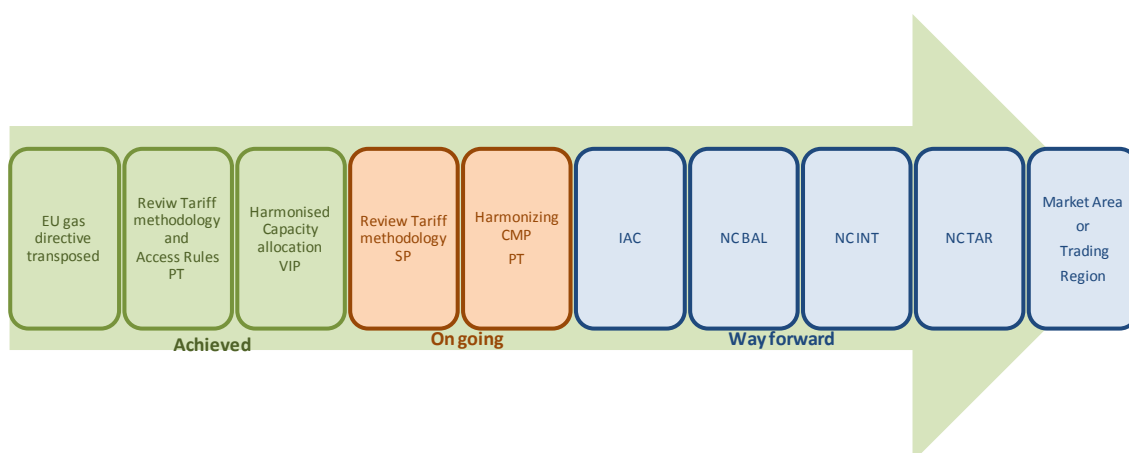 EU gas
directive
transposed
Reviw Tariff
methodology
and
Access Rules
PT
Harmonised
Capacity
allocation
VIP
Review Tariff
methodology
SP
Harmonizing
CMP
PT
IAC
NC BAL
NC INT
NC TAR
Market Area
or
Trading
Region
Achieved
On going
Way forward